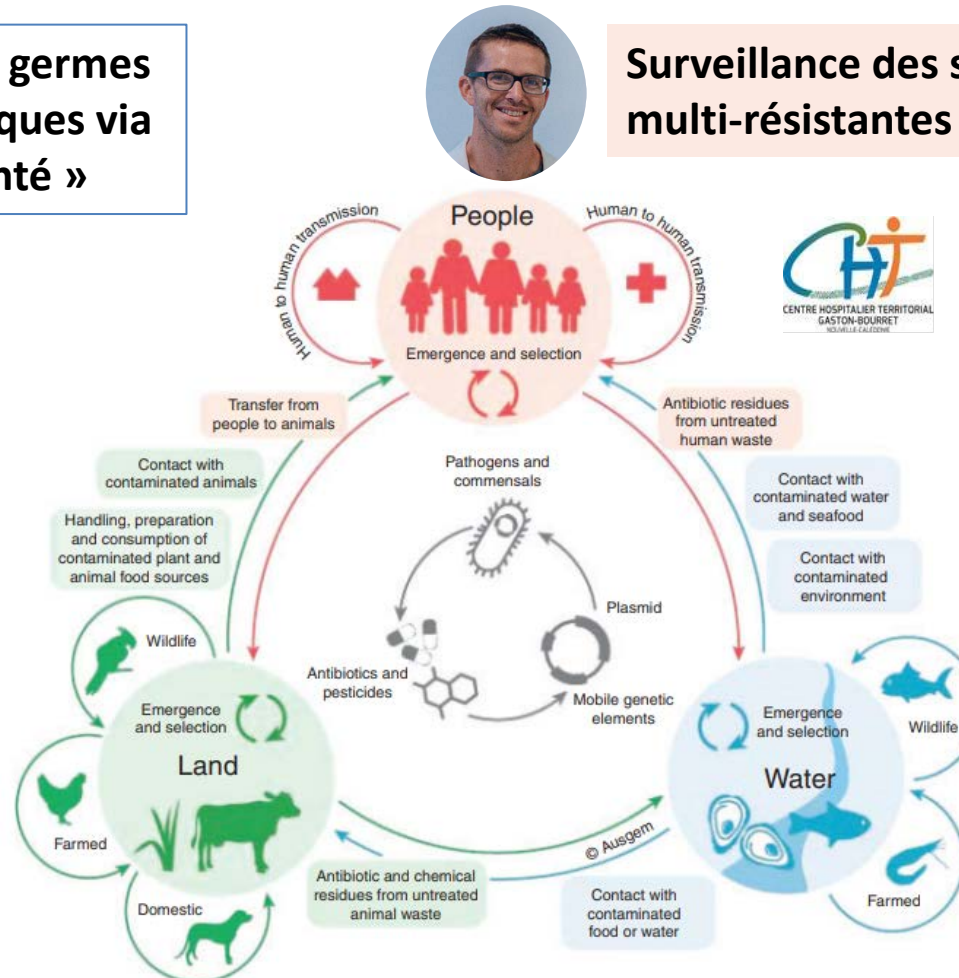 germes
ques via
nté »
Surveillance des s
multi-résistantes
CHT
CENTRE HOSPITALIER TERRITORIAL
GASTON-BOURRET
NOUVELLE-CALÉDONIE
People
Human to human transmission
Human to human transmission
Emergence and selection
Transfer from
people to animals
Antibiotic residues
from untreated
human waste
Contact with
contaminated animals
Pathogens and
commensals
Contact with
contaminated water
and seafood
Handling, preparation
and consumption of
contaminated plant and
animal food sources
Contact with
contaminated
environment
Plasmid
Wildlife
Antibiotics and
pesticides
Mobile genetic
elements
Emergence
and selection
Land
Emergence
and selection
Water
Wildlife
Farmed
Domestic
Antibiotic and chemical
residues from untreated
animal waste
© Ausgem
Contact with
contaminated
food or water
Farmed